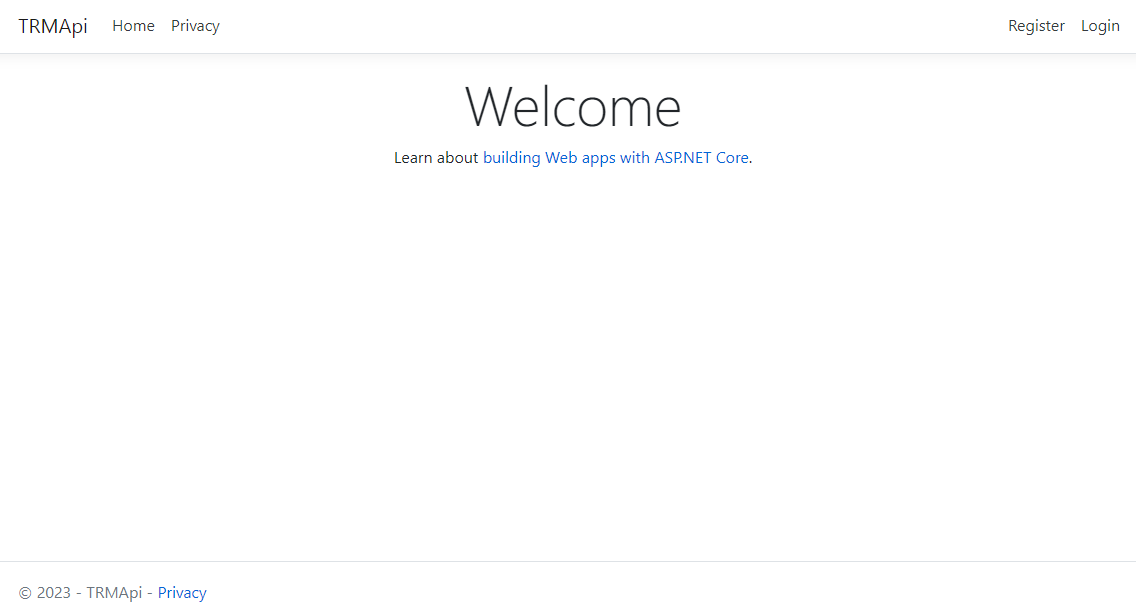 TRMApi Home Privacy Register Login
Welcome
Learn about building Web apps with ASP.NET Core.
© 2023 - TRMApi - Privacy